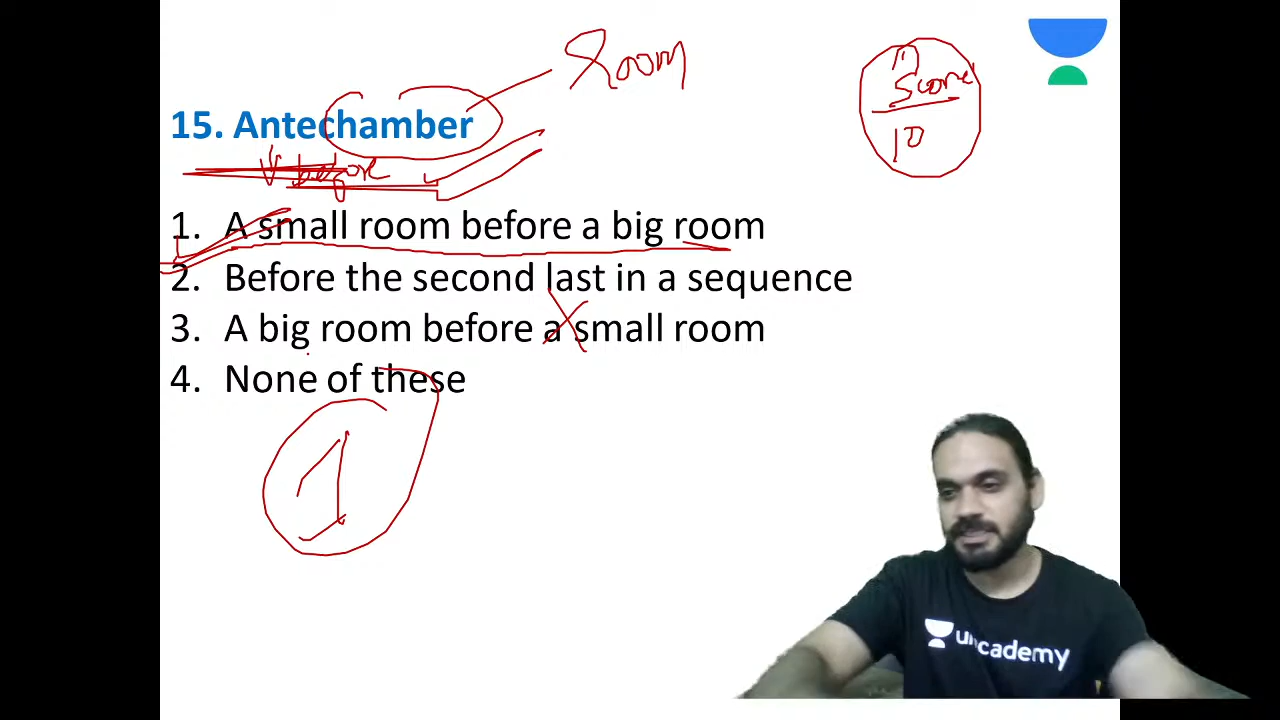 Room
Score
10
15. Antechamber
before
1. A small room before a big room
2. Before the second last in a sequence
3. A big room before a small room
4. None of these
1
unacademy